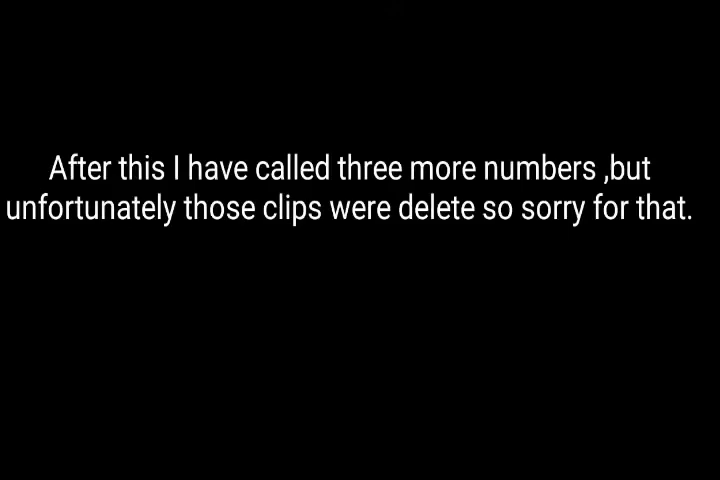 After this I have called three more numbers ,but
unfortunately those clips were delete so sorry for that.